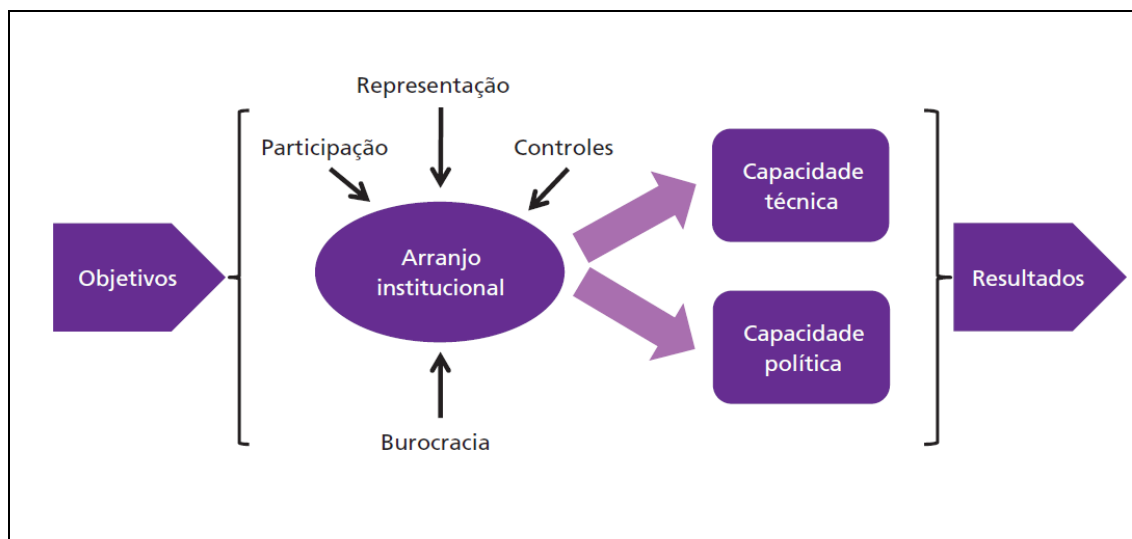 Representação
Participação
Controles
Capacidade
técnica
Objetivos
Arranjo
institucional
Resultados
Capacidade
política
Burocracia